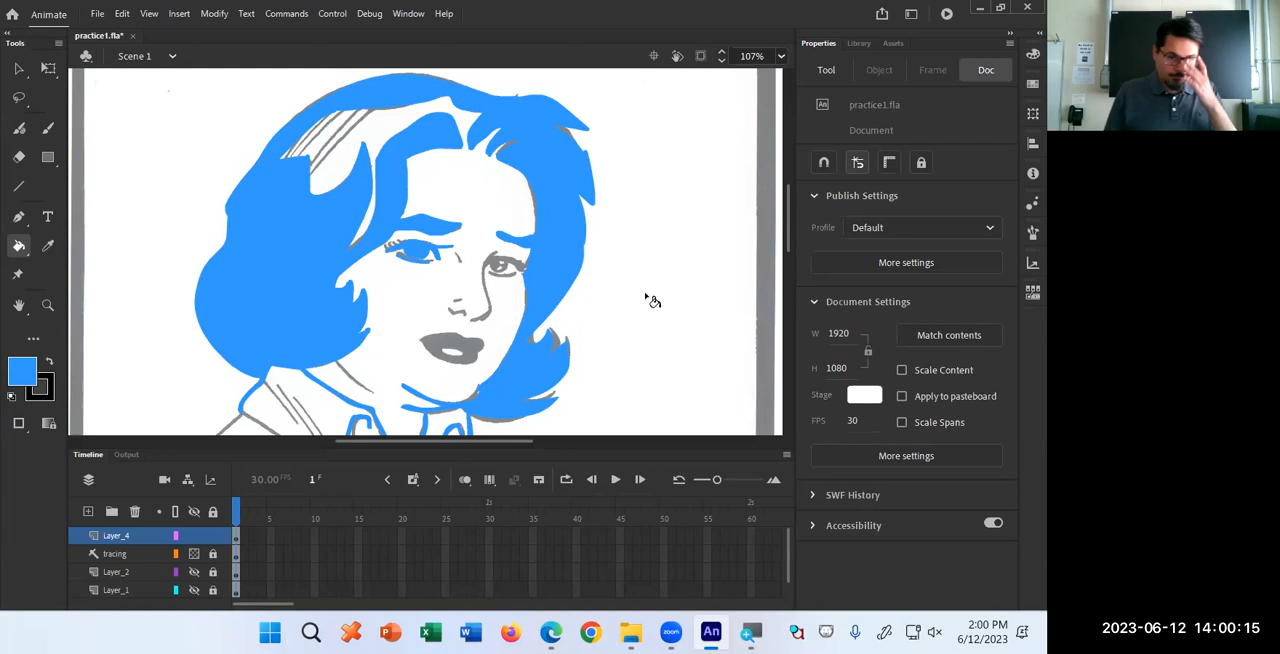 Animate File Edit View Insert Modify Text Commands Control Debug Window Help
practice1.fla*
Tools
Scene 1
107%
Properties Library Assets
Tool Object Frame Doc
An practice1.fla
Document
Publish Settings
Profile Default
More settings
Document Settings
W 1920 Match contents
H 1080 Scale Content
Stage Apply to pasteboard
FPS 30 Scale Spans
More settings
SWF History
Accessibility
Timeline Output
30.00 FPS 1 F
1s 2s
5 10 15 20 25 30 35 40 45 50 55 60
Layer_4
tracing
Layer_2
Layer_1
2:00 PM
6/12/2023
2023-06-12 14:00:15